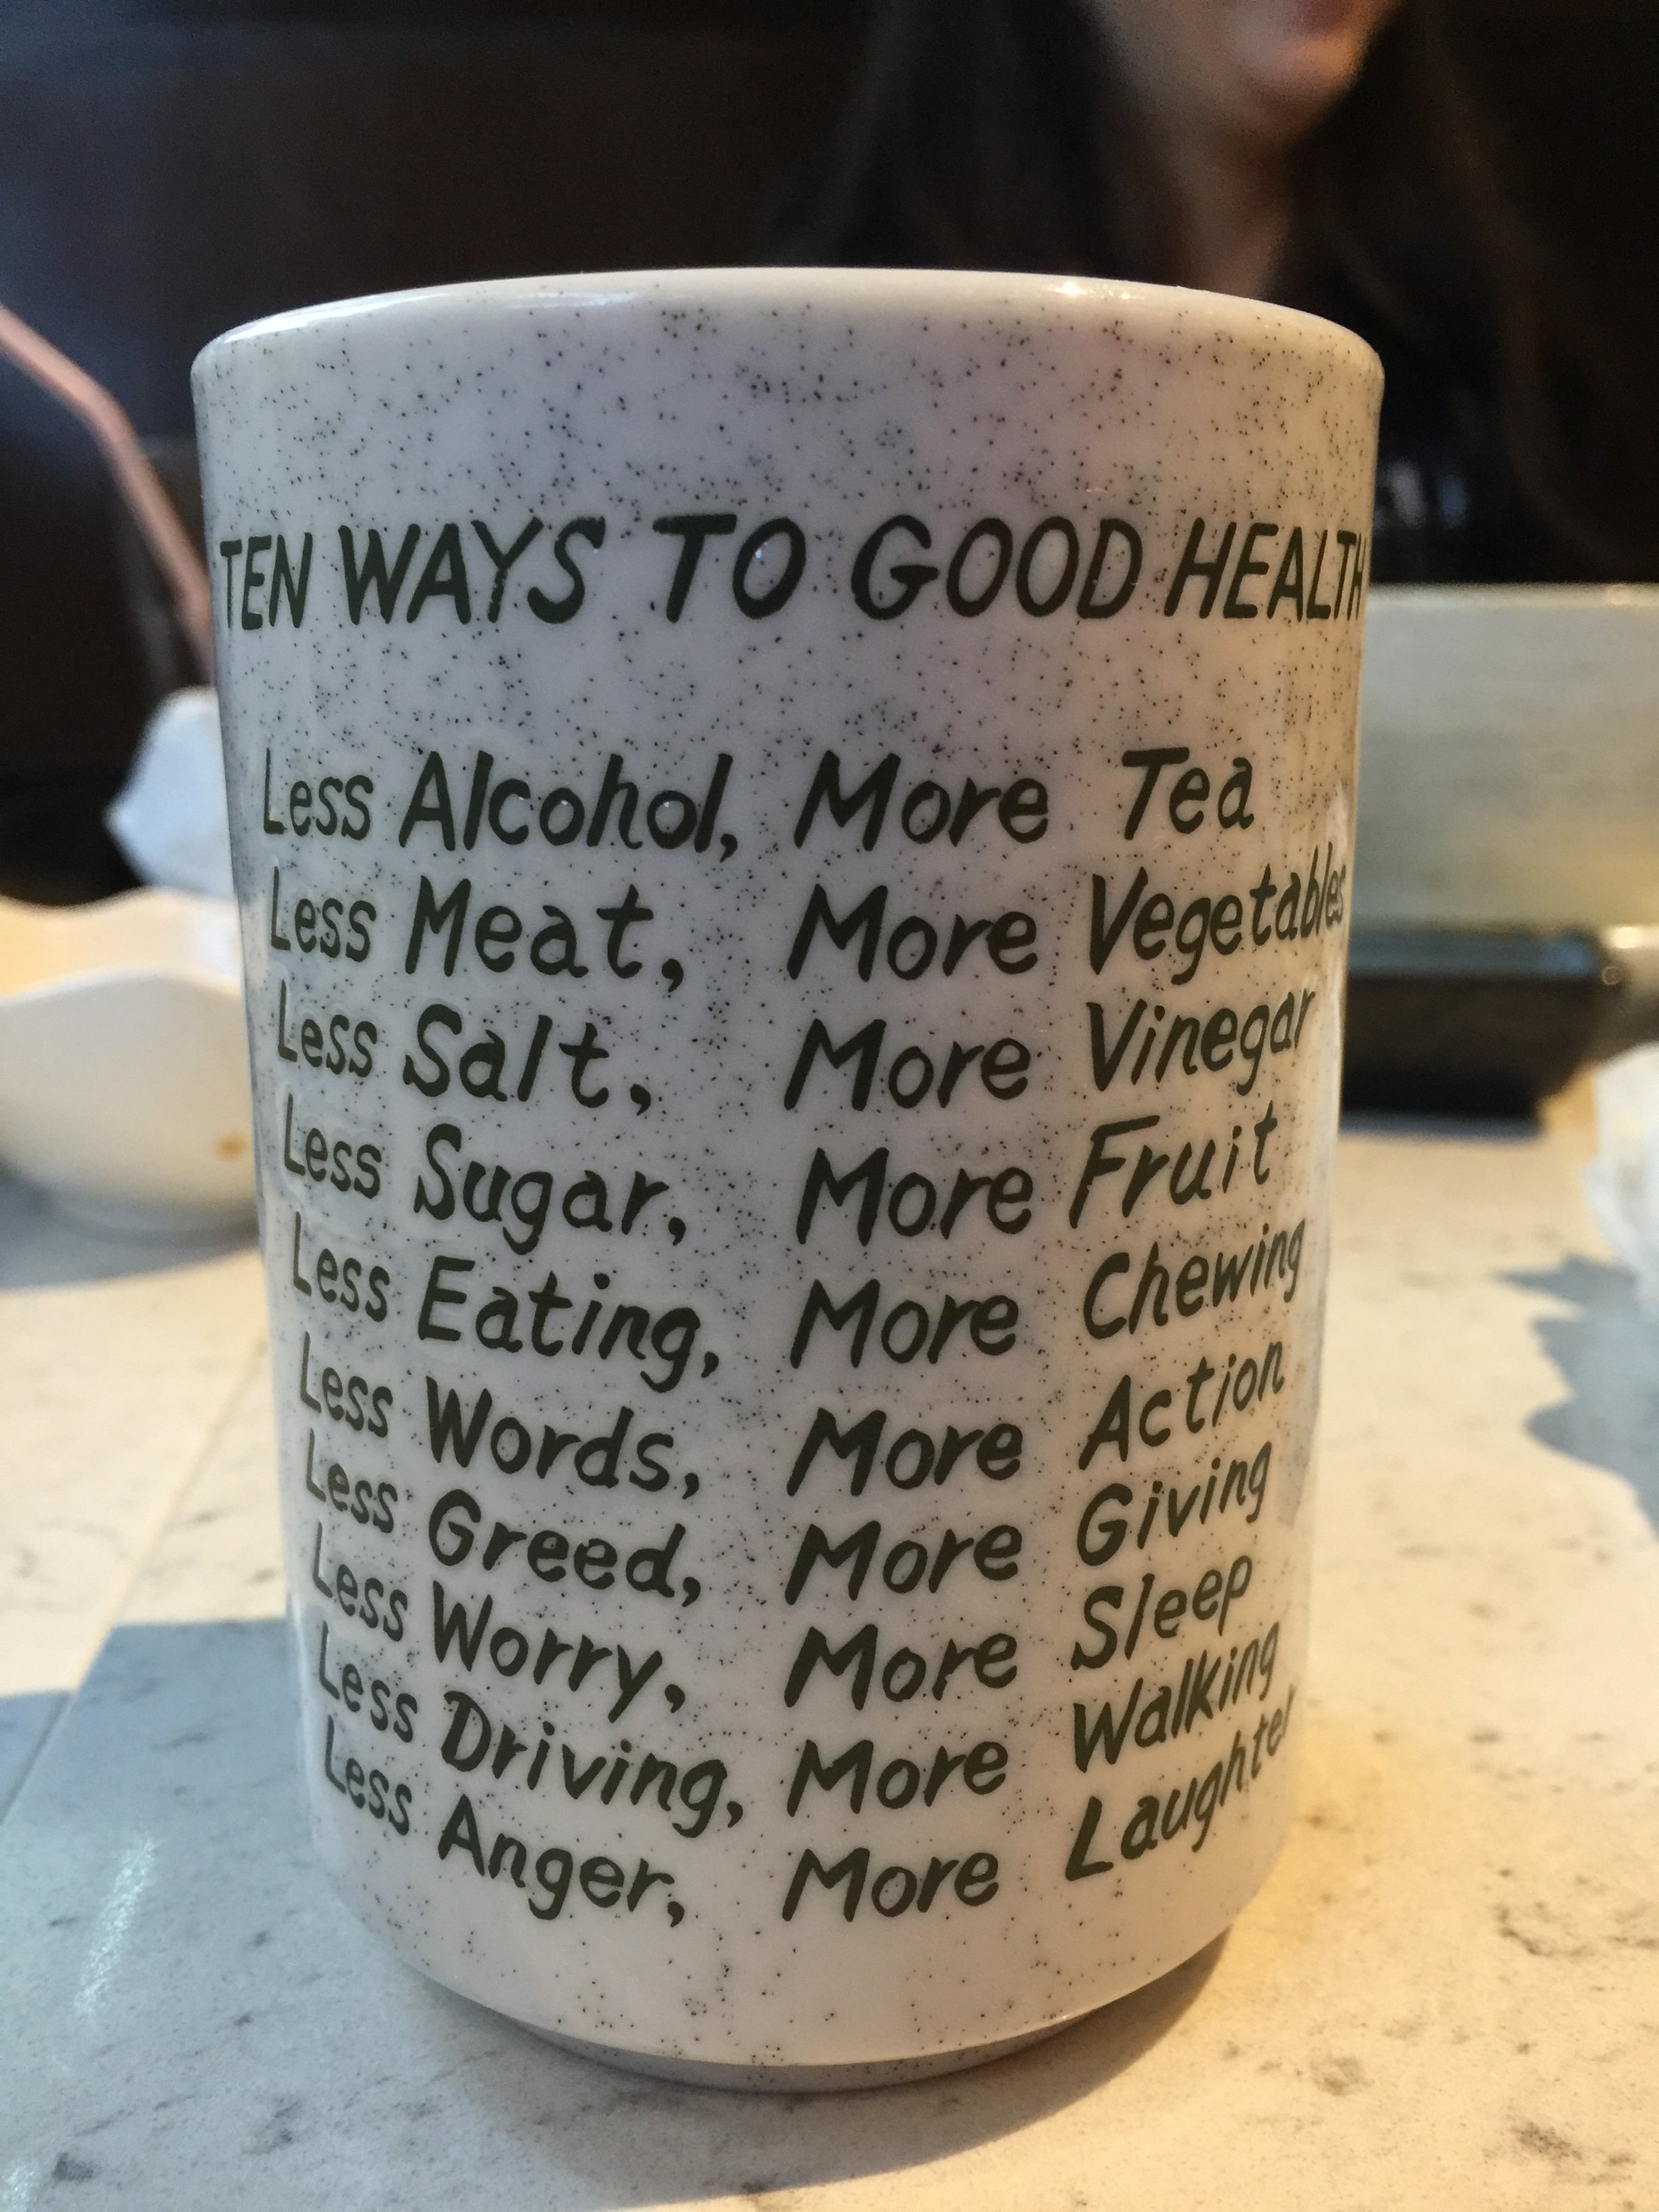 TEN WAYS TO GOOD HEALTH
Less Alcohol, More Tea
Less Meat, More Vegetables
Less Salt, More Vinegar
Less Sugar, More Fruit
Less Eating, More Chewing
Less Words, More Action
Less Greed, More Giving
Less Worry, More Sleep
Less Driving, More Walking
Less Anger, More Laughter